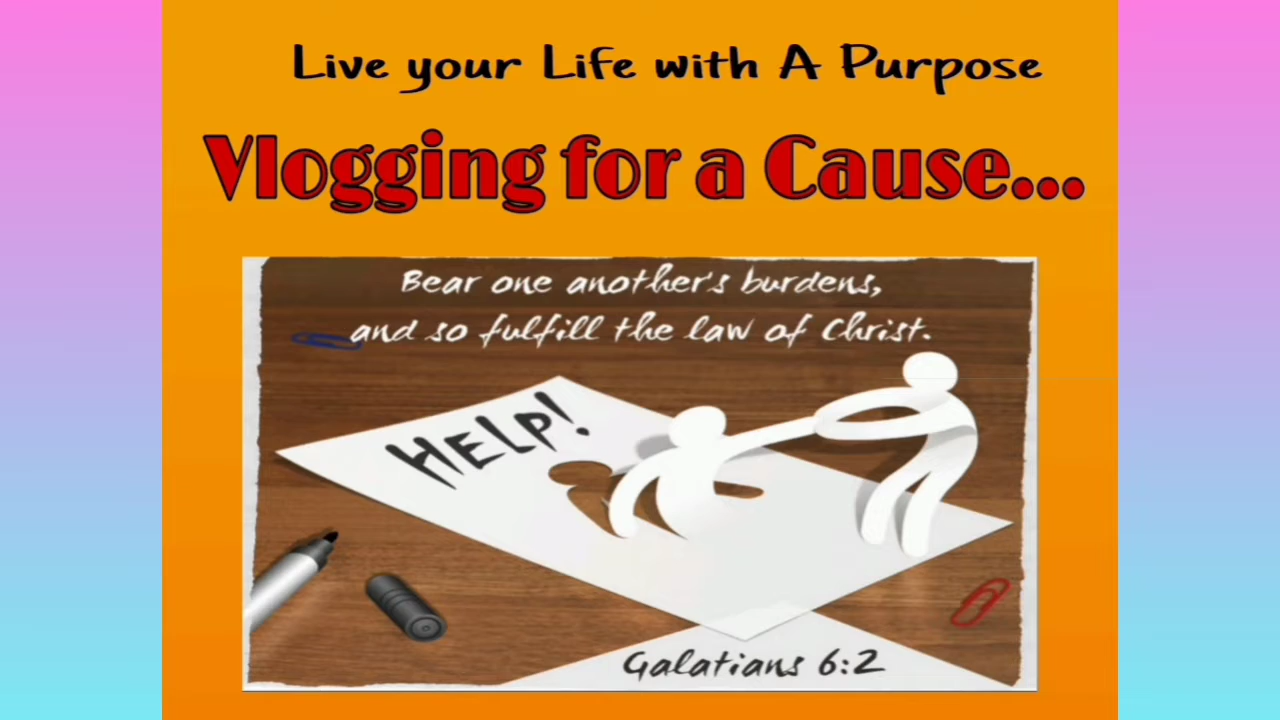 Live your Life with A Purpose
Vlogging for a Cause...
Bear one another's burdens,
and so fulfill the law of Christ.
HELP!
Galatians 6:2